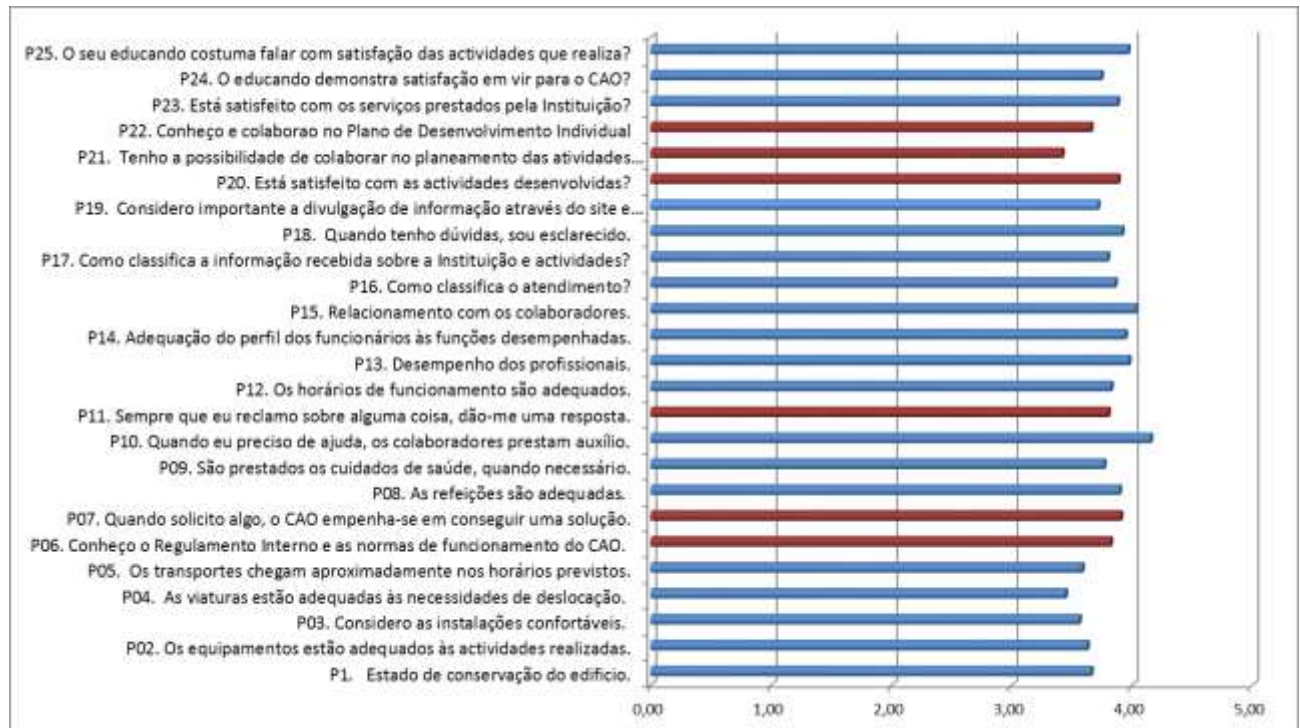 P25. O seu educando costuma falar com satisfação das actividades que realiza?
P24. O educando demonstra satisfação em vir para o CAO?
P23. Está satisfeito com os serviços prestados pela Instituição?
P22. Conheço e colaborao no Plano de Desenvolvimento Individual
P21. Tenho a possibilidade de colaborar no planeamento das atividades...
P20. Está satisfeito com as actividades desenvolvidas?
P19. Considero importante a divulgação de informação através do site e...
P18. Quando tenho dúvidas, sou esclarecido.
P17. Como classifica a informação recebida sobre a Instituição e actividades?
P16. Como classifica o atendimento?
P15. Relacionamento com os colaboradores.
P14. Adequação do perfil dos funcionários às funções desempenhadas.
P13. Desempenho dos profissionais.
P12. Os horários de funcionamento são adequados.
P11. Sempre que eu reclamo sobre alguma coisa, dão-me uma resposta.
P10. Quando eu preciso de ajuda, os colaboradores prestam auxílio.
P09. São prestados os cuidados de saúde, quando necessário.
P08. As refeições são adequadas.
P07. Quando solicito algo, o CAO empenha-se em conseguir uma solução.
P06. Conheço o Regulamento Interno e as normas de funcionamento do CAO.
P05. Os transportes chegam aproximadamente nos horários previstos.
P04. As viaturas estão adequadas às necessidades de deslocação.
P03. Considero as instalações confortáveis.
P02. Os equipamentos estão adequados às actividades realizadas.
P1. Estado de conservação do edificio.
0,00 1,00 2,00 3,00 4,00 5,00